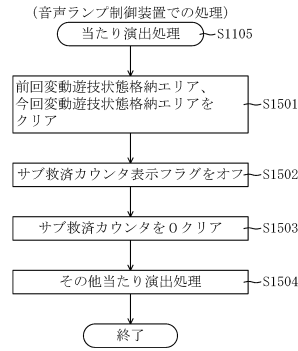 (音声ランプ制御装置での処理)
当たり演出処理
S1105
前回変動遊技状態格納エリア、
今回変動遊技状態格納エリアを
クリア
S1501
サブ救済カウンタ表示フラグをオフ
S1502
サブ救済カウンタを0クリア
S1503
その他当たり演出処理
S1504
終了